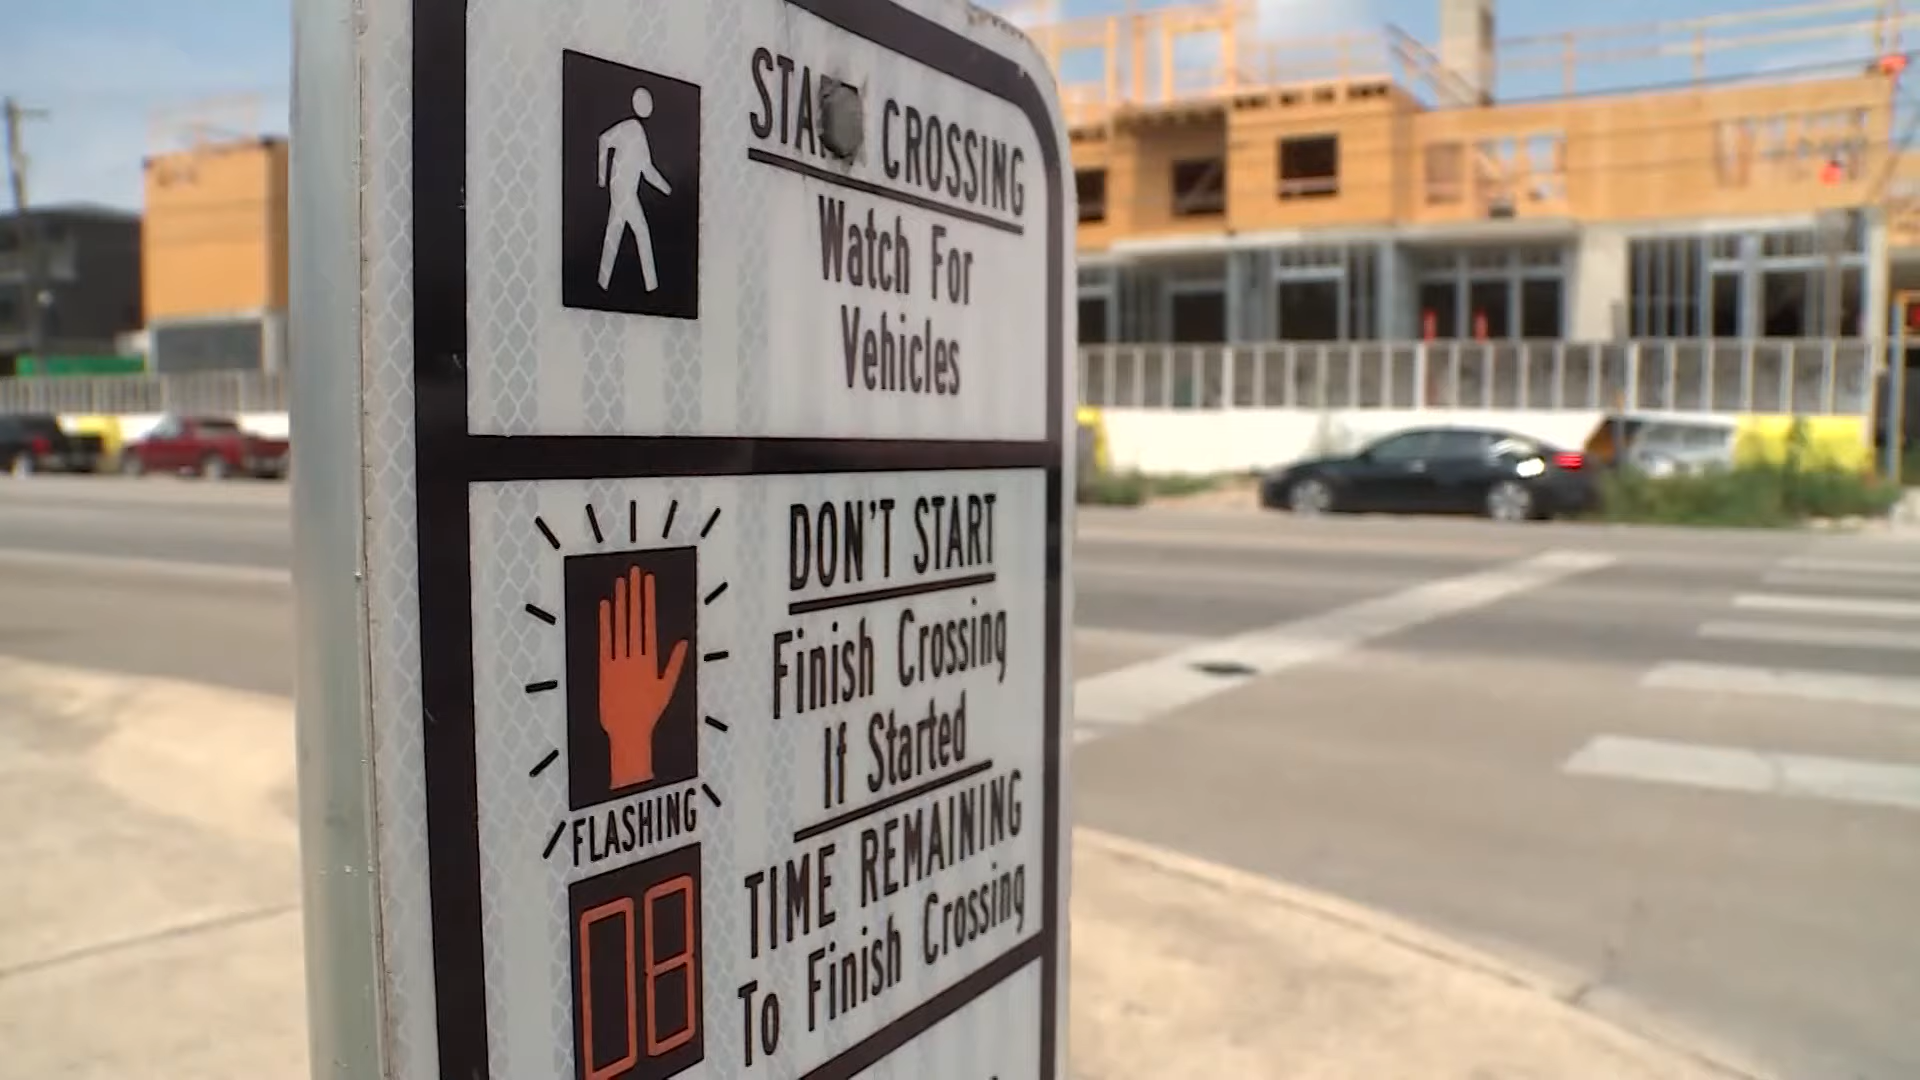 START CROSSING
Watch For
Vehicles
DON'T START
Finish Crossing
If Started
FLASHING
TIME REMAINING
To Finish Crossing
08